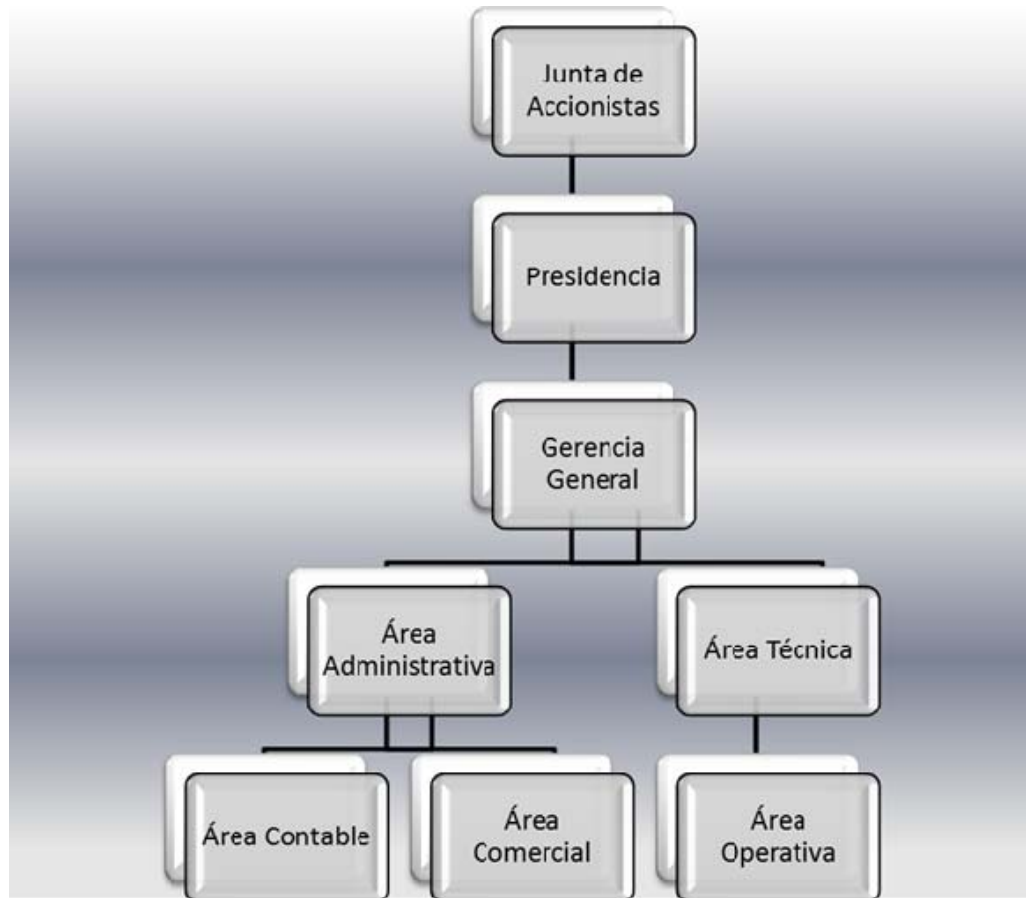 Junta de
Accionistas
Presidencia
Gerencia
General
Área
Administrativa
Área Técnica
Área Contable
Área
Comercial
Área
Operativa